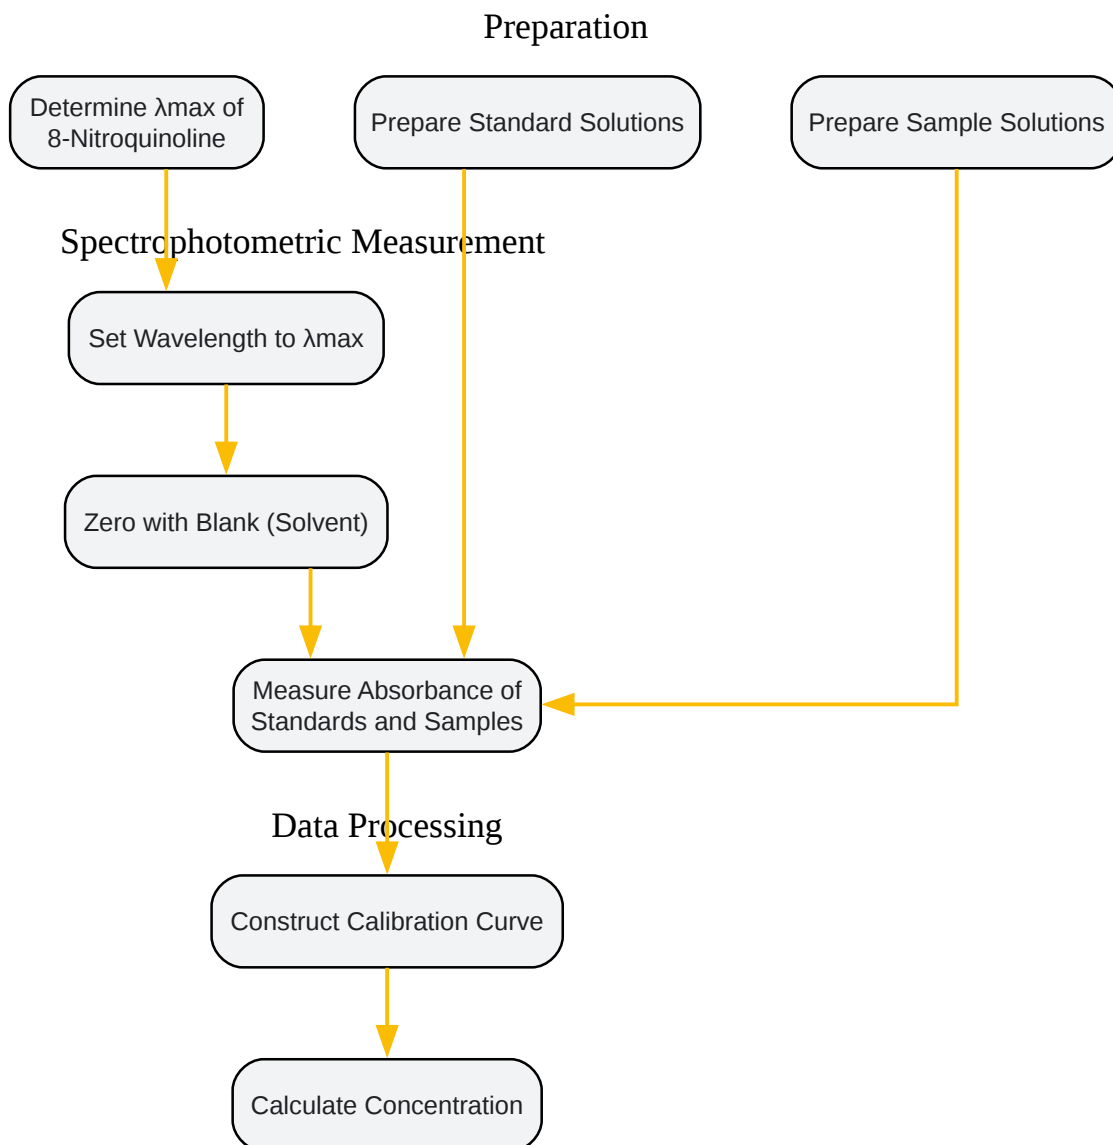 Preparation
Determine λmax of
8-Nitroquinoline
Prepare Standard Solutions
Prepare Sample Solutions
Spectrophotometric Measurement
Set Wavelength to λmax
Zero with Blank (Solvent)
Measure Absorbance of
Standards and Samples
Data Processing
Construct Calibration Curve
Calculate Concentration